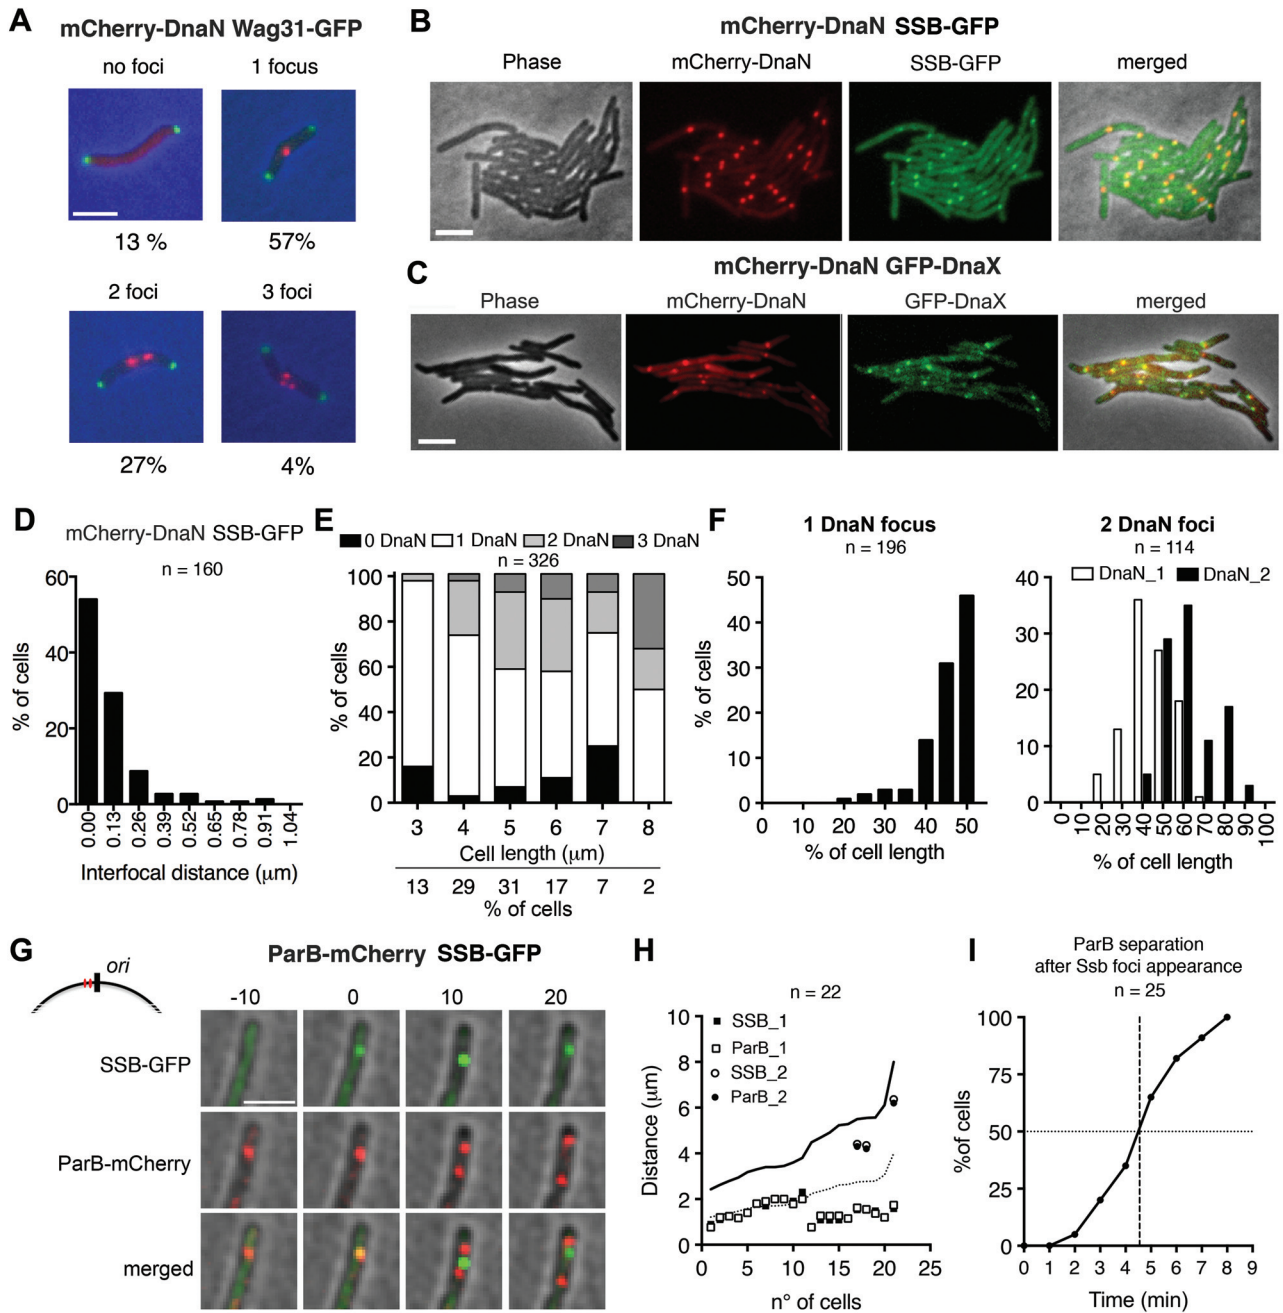 A
mCherry-DnaN Wag31-GFP
no foci 1 focus
13 % 57%
2 foci 3 foci
27% 4%
B
mCherry-DnaN SSB-GFP
Phase mCherry-DnaN SSB-GFP merged
C
mCherry-DnaN GFP-DnaX
Phase mCherry-DnaN GFP-DnaX merged
D
mCherry-DnaN SSB-GFP
n = 160
% of cells
60
40
20
0
0.00 0.13 0.26 0.39 0.52 0.65 0.78 0.91 1.04
Interfocal distance (μm)
E
0 DnaN 1 DnaN 2 DnaN 3 DnaN
n = 326
% of cells
100
80
60
40
20
0
3 4 5 6 7 8
Cell length (μm)
13 29 31 17 7 2
% of cells
F
1 DnaN focus
n = 196
% of cells
50
40
30
20
10
0
0 10 20 30 40 50
% of cell length
2 DnaN foci
n = 114
DnaN_1 DnaN_2
40
30
20
10
0
0 10 20 30 40 50 60 70 80 90 100
% of cell length
G
ParB-mCherry SSB-GFP
ori
-10 0 10 20
SSB-GFP
ParB-mCherry
merged
H
n = 22
Distance (μm)
10
8
6
4
2
0
SSB_1
ParB_1
SSB_2
ParB_2
0 5 10 15 20 25
n° of cells
I
ParB separation
after Ssb foci appearance
n = 25
%of cells
100
75
50
25
0
0 1 2 3 4 5 6 7 8 9
Time (min)